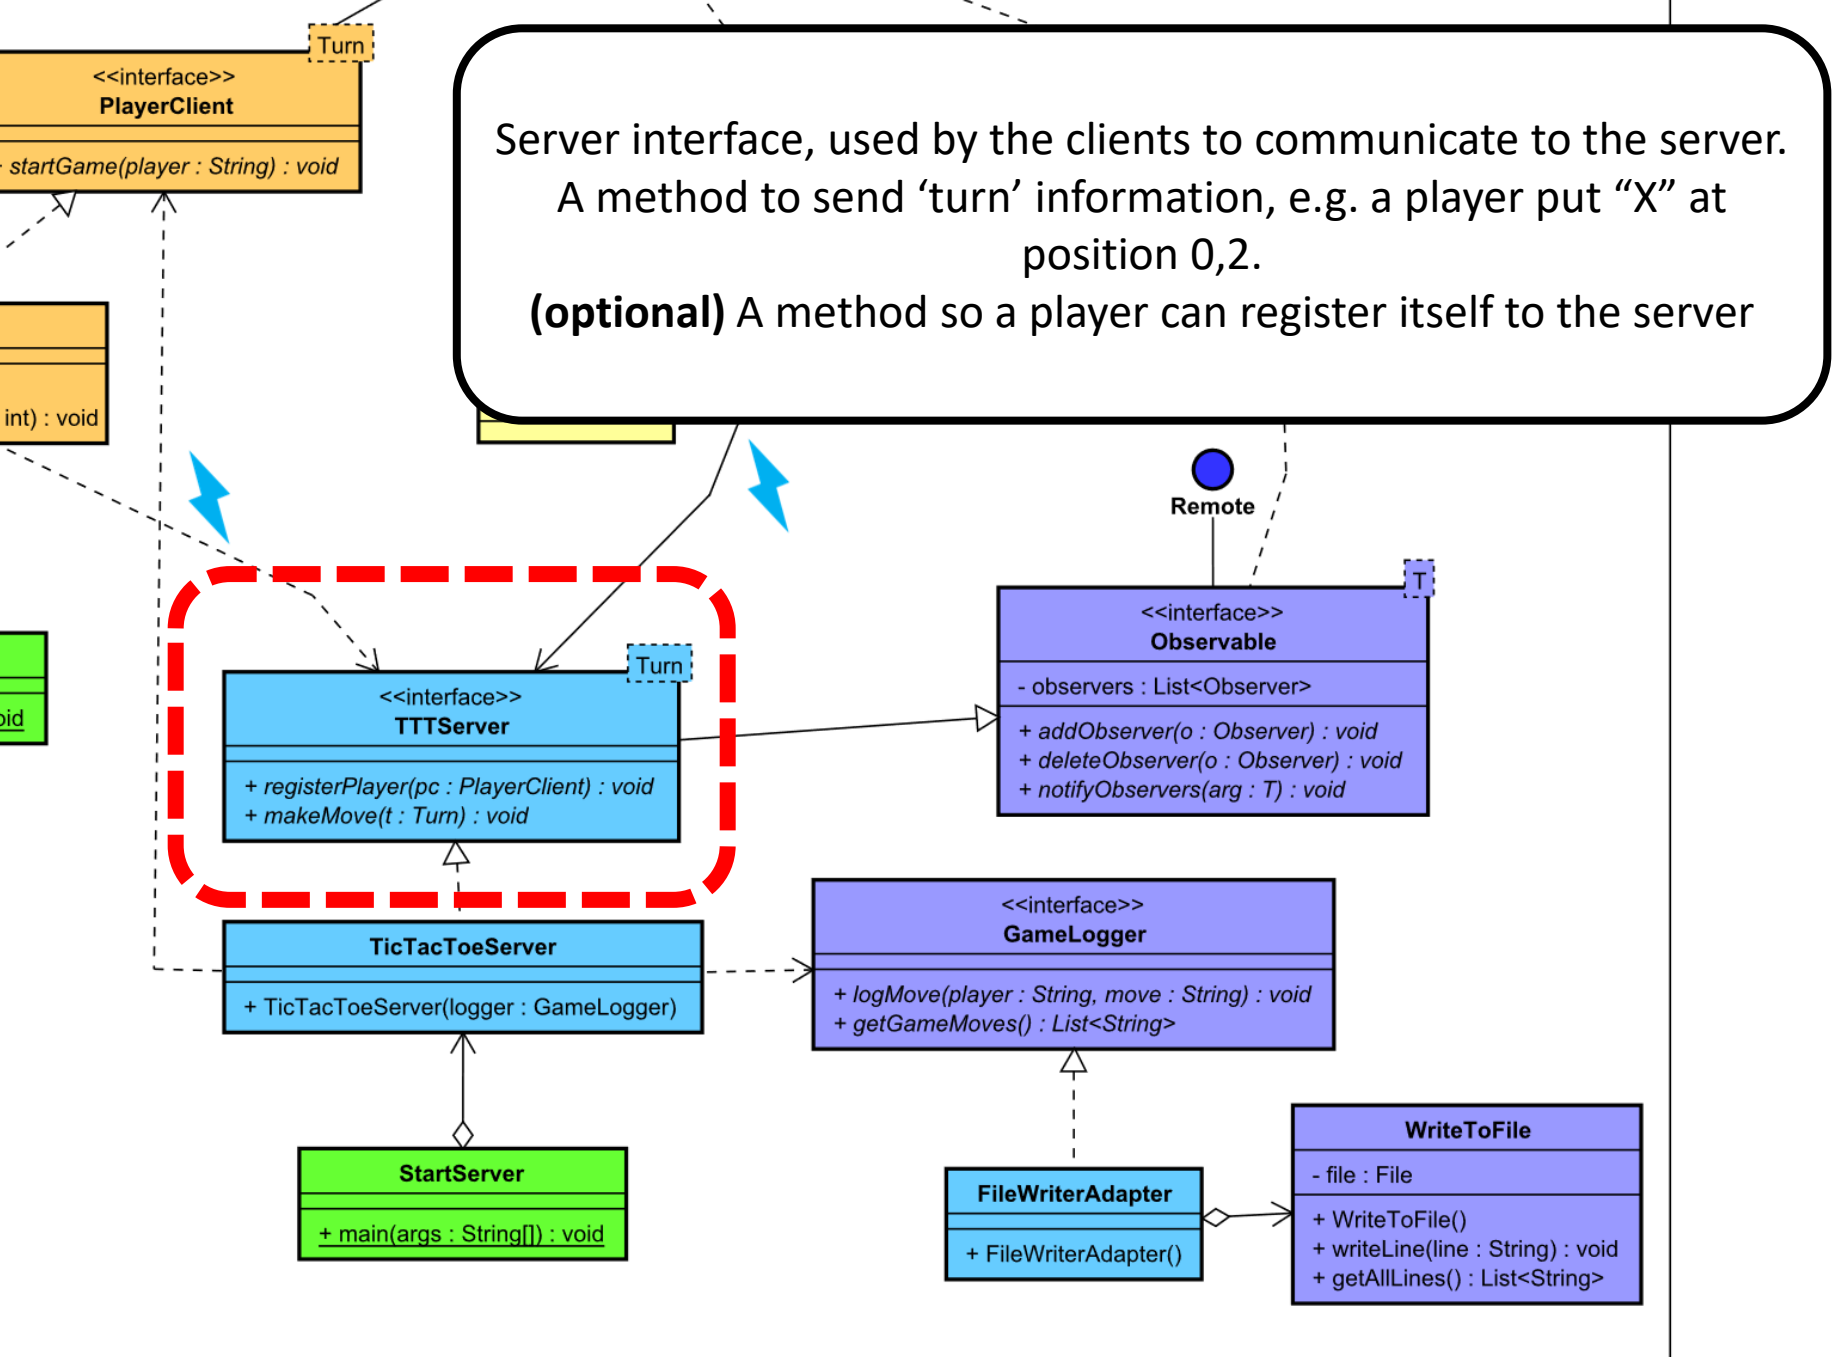 Turn
<<interface>>
PlayerClient
startGame(player : String) : void
Server interface, used by the clients to communicate to the server.
A method to send ‘turn’ information, e.g. a player put “X” at
position 0,2.
(optional) A method so a player can register itself to the server
int) : void
Remote
T
<<interface>>
Observable
- observers : List<Observer>
+ addObserver(o : Observer) : void
+ deleteObserver(o : Observer) : void
+ notifyObservers(arg : T) : void
Turn
<<interface>>
TTTServer
+ registerPlayer(pc : PlayerClient) : void
+ makeMove(t : Turn) : void
<<interface>>
GameLogger
+ logMove(player : String, move : String) : void
+ getGameMoves() : List<String>
TicTacToeServer
+ TicTacToeServer(logger : GameLogger)
StartServer
+ main(args : String[]) : void
FileWriterAdapter
+ FileWriterAdapter()
WriteToFile
- file : File
+ WriteToFile()
+ writeLine(line : String) : void
+ getAllLines() : List<String>